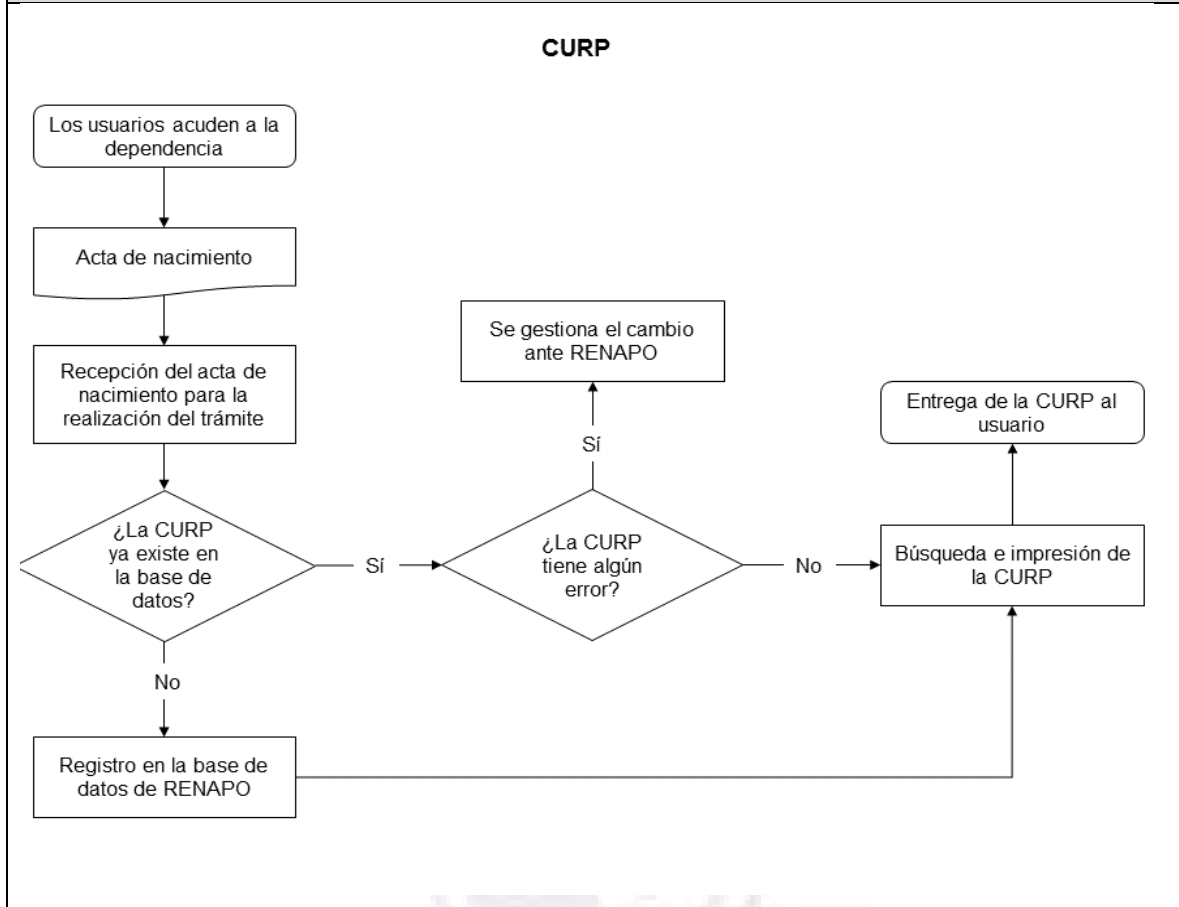 CURP
Los usuarios acuden a la
dependencia
Acta de nacimiento
Recepción del acta de
nacimiento para la
realización del trámite
¿La CURP
ya existe en
la base de
datos?
Sí
No
Registro en la base de
datos de RENAPO
¿La CURP
tiene algún
error?
Sí
Se gestiona el cambio
ante RENAPO
No
Búsqueda e impresión de
la CURP
Entrega de la CURP al
usuario